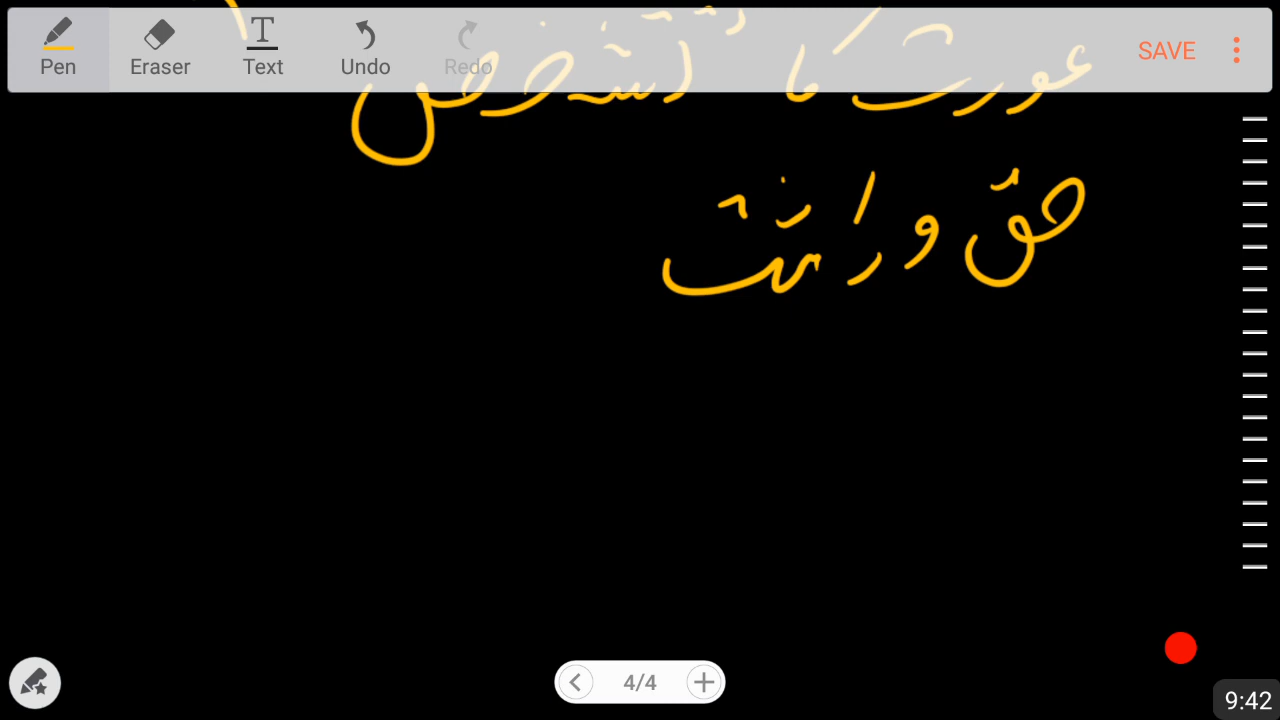 Pen Eraser Text Undo Redo SAVE
عورت کا تشخص
حق وراثت
4/4
9:42